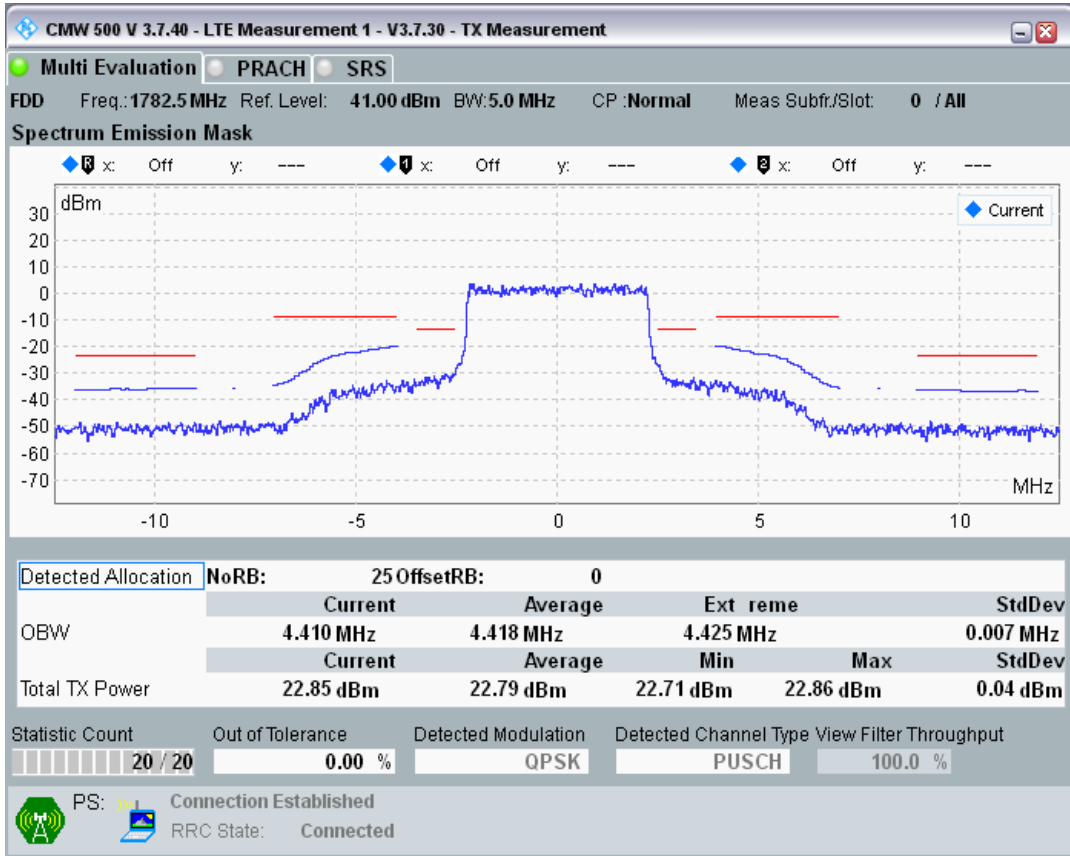 CMW 500 V 3.7.40 - LTE Measurement 1 - V3.7.30 - TX Measurement
Multi Evaluation PRACH SRS
FDD Freq.:1782.5 MHz Ref. Level: 41.00 dBm BW:5.0 MHz CP :Normal Meas Subfr./Slot: 0 / All
Spectrum Emission Mask
R x: Off y: --- 1 x: Off y: --- 2 x: Off y: ---
dBm
Current
30
20
10
0
-10
-20
-30
-40
-50
-60
-70
MHz
-10 -5 0 5 10
Detected Allocation NoRB: 25 OffsetRB: 0
Current Average Ext reme StdDev
OBW 4.410 MHz 4.418 MHz 4.425 MHz 0.007 MHz
Current Average Min Max StdDev
Total TX Power 22.85 dBm 22.79 dBm 22.71 dBm 22.86 dBm 0.04 dBm
Statistic Count Out of Tolerance Detected Modulation Detected Channel Type View Filter Throughput
20 / 20 0.00 % QPSK PUSCH 100.0 %
PS: Connection Established
RRC State: Connected